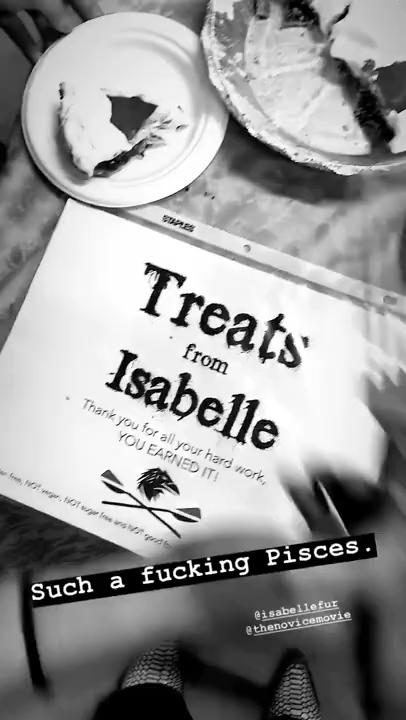 STAPLES
Treats
from
Isabelle
Thank you for all your hard work,
YOU EARNED IT!
free, NOT vegan, NOT sugar free and NOT good
Such a fucking Pisces.
@isabellefur
@thenovicemovie